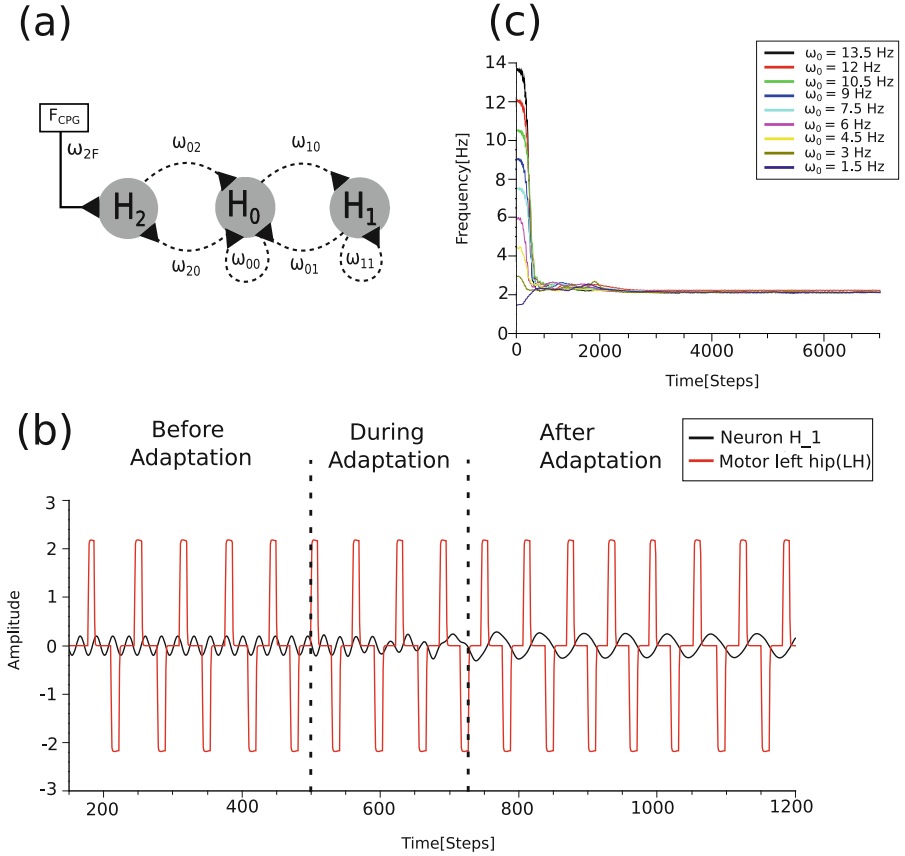 (a)
F_CPG
ω_2F
ω_02
ω_10
H_2
H_0
H_1
ω_20
ω_00
ω_01
ω_11
(c)
ω_0 = 13.5 Hz
ω_0 = 12 Hz
ω_0 = 10.5 Hz
ω_0 = 9 Hz
ω_0 = 7.5 Hz
ω_0 = 6 Hz
ω_0 = 4.5 Hz
ω_0 = 3 Hz
ω_0 = 1.5 Hz
Frequency[Hz]
14
12
10
8
6
4
2
0
0
2000
4000
6000
Time[Steps]
(b)
Before
Adaptation
During
Adaptation
After
Adaptation
Neuron H_1
Motor left hip(LH)
Amplitude
3
2
1
0
-1
-2
-3
200
400
600
800
1000
1200
Time[Steps]